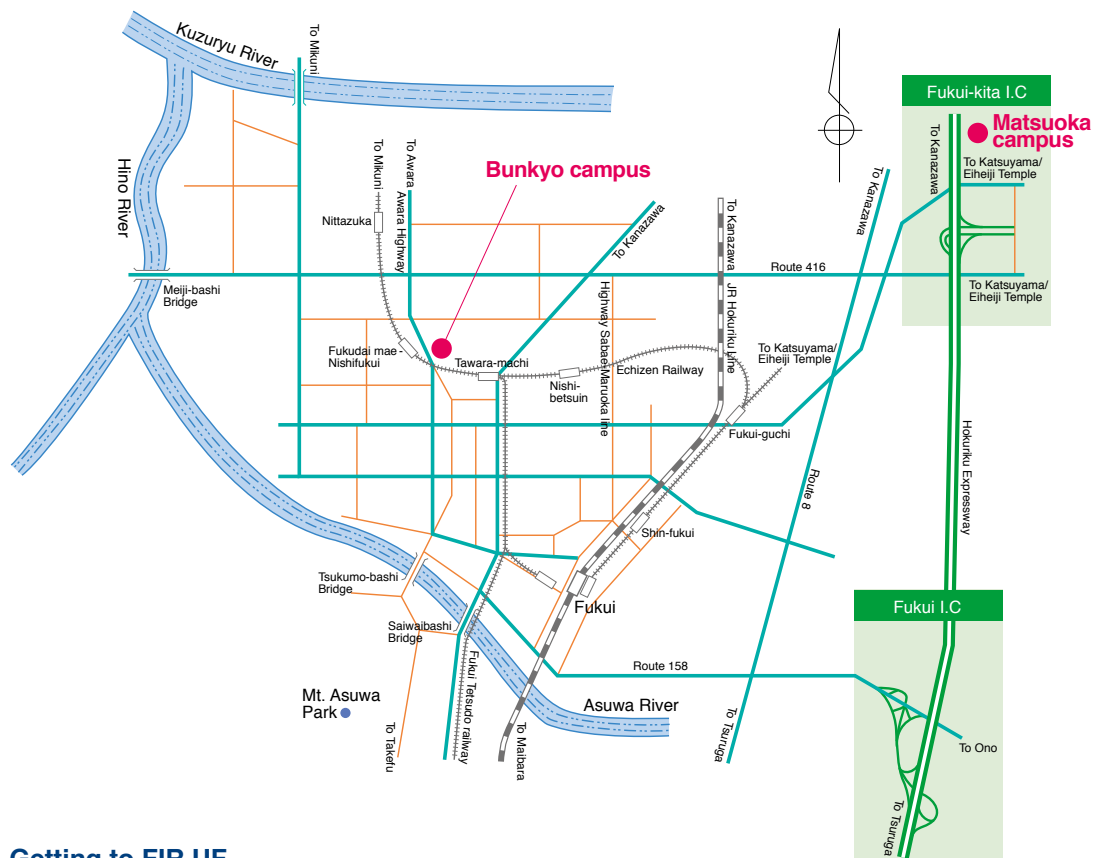 Kuzuryu River
To Mikuni
Fukui-kita I.C
Matsuoka
campus
To Kanazawa
To Katsuyama/
Eiheiji Temple
Hino River
To Mikuni
To Awara
Awara Highway
Bunkyo campus
To Kanazawa
To Kanazawa
To Kanazawa
Nittazuka
Route 416
Meiji-bashi
Bridge
To Katsuyama/
Eiheiji Temple
Highway Sabae-Maruoka line
JR Hokuriku Line
Fukudai mae-
Nishifukui
Tawara-machi
Nishi-
betsuin
Echizen Railway
To Katsuyama/
Eiheiji Temple
Fukui-guchi
Hokuriku Expressway
Route 8
Shin-fukui
Tsukumo-bashi
Bridge
Fukui
Fukui I.C
Saiwaibashi
Bridge
Fukui Tetsudo railway
Route 158
Mt. Asuwa
Park
Asuwa River
To Takefu
To Maibara
To Tsuruga
To Ono
To Tsuruga
Getting to FIR UF